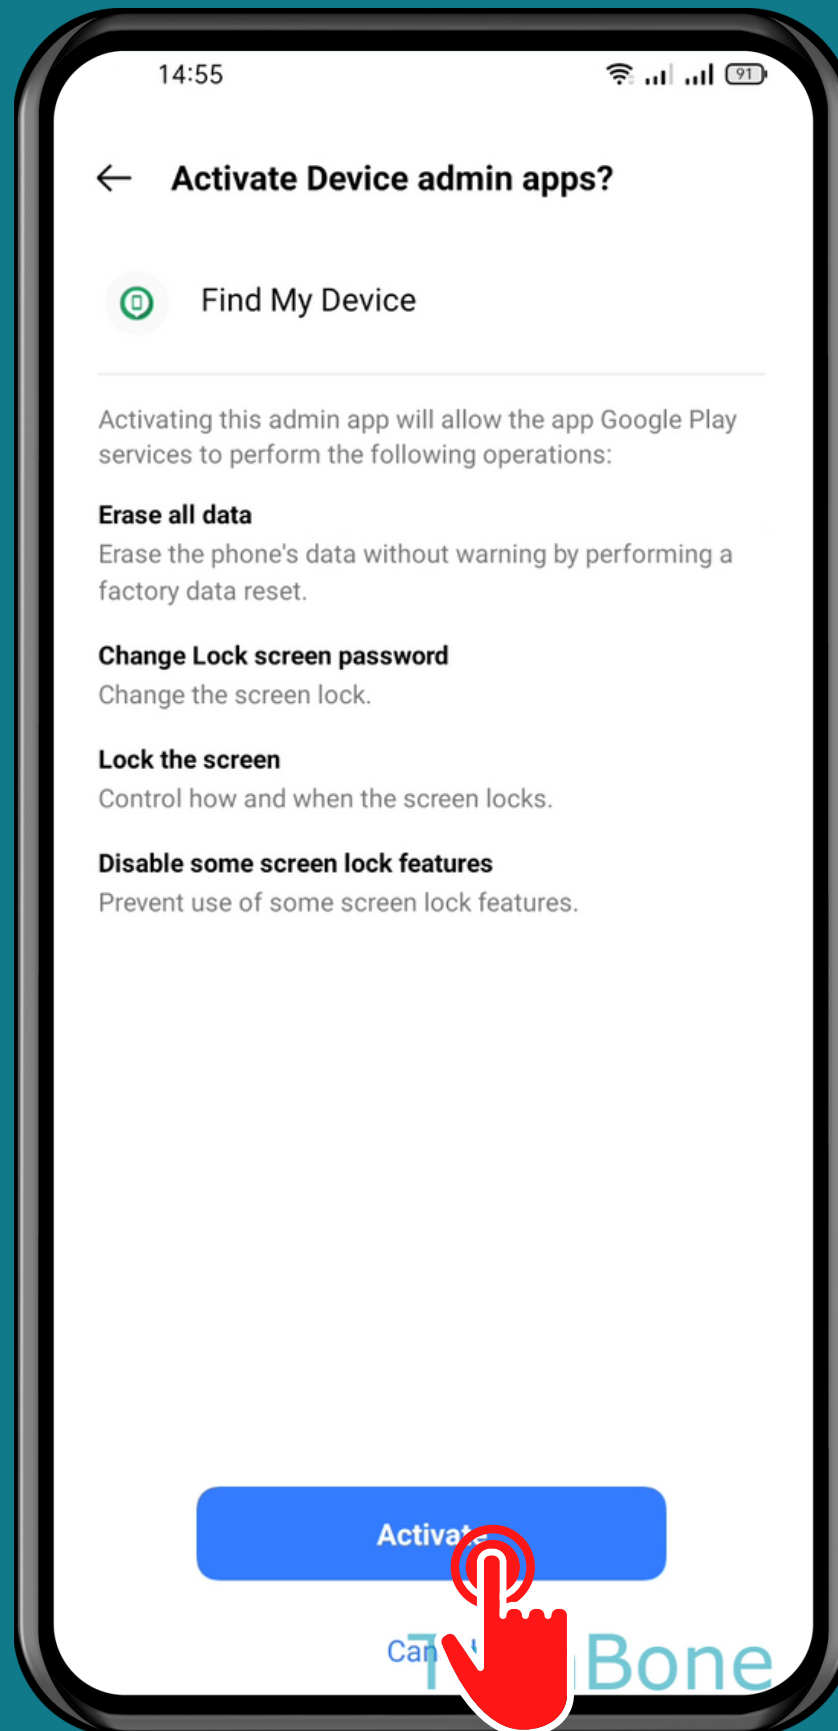 14:55
91
Activate Device admin apps?
Find My Device
Activating this admin app will allow the app Google Play
services to perform the following operations:
Erase all data
Erase the phone's data without warning by performing a
factory data reset.
Change Lock screen password
Change the screen lock.
Lock the screen
Control how and when the screen locks.
Disable some screen lock features
Prevent use of some screen lock features.
Activate